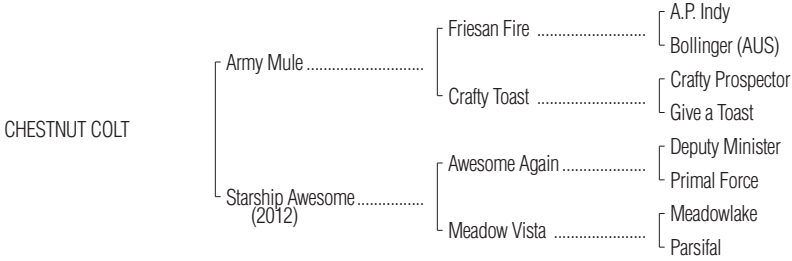 A.P. Indy
Friesan Fire ..........................
Bollinger (AUS)
Army Mule ............................
Crafty Prospector
Crafty Toast ..........................
Give a Toast
CHESTNUT COLT
Deputy Minister
Awesome Again ....................
Primal Force
Starship Awesome ................
(2012)
Meadowlake
Meadow Vista ......................
Parsifal